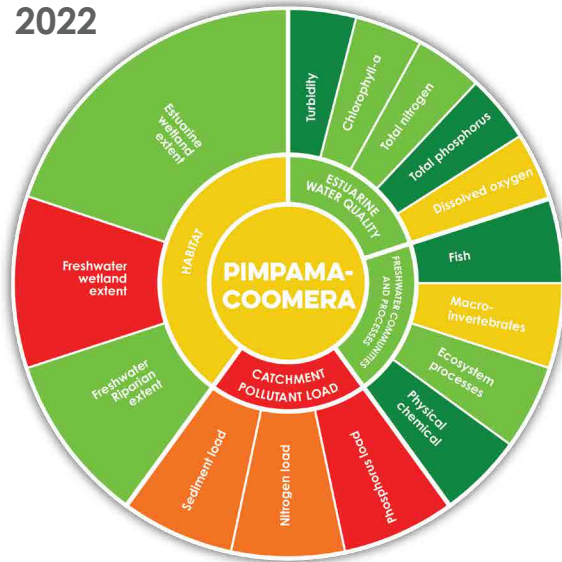 2022
Turbidity
Chlorophyll-a
Total nitrogen
Total phosphorus
Dissolved oxygen
Fish
Macro-
invertebrates
Ecosystem
processes
Physical
chemical
Phosphorus load
Nitrogen load
Sediment load
Freshwater
Riparian
extent
Freshwater
wetland
extent
Estuarine
wetland
extent
ESTUARINE
WATER QUALITY
FRESHWATER COMMUNITIES
AND PROCESSES
CATCHMENT
POLLUTANT LOAD
HABITAT
PIMPAMA-
COOMERA